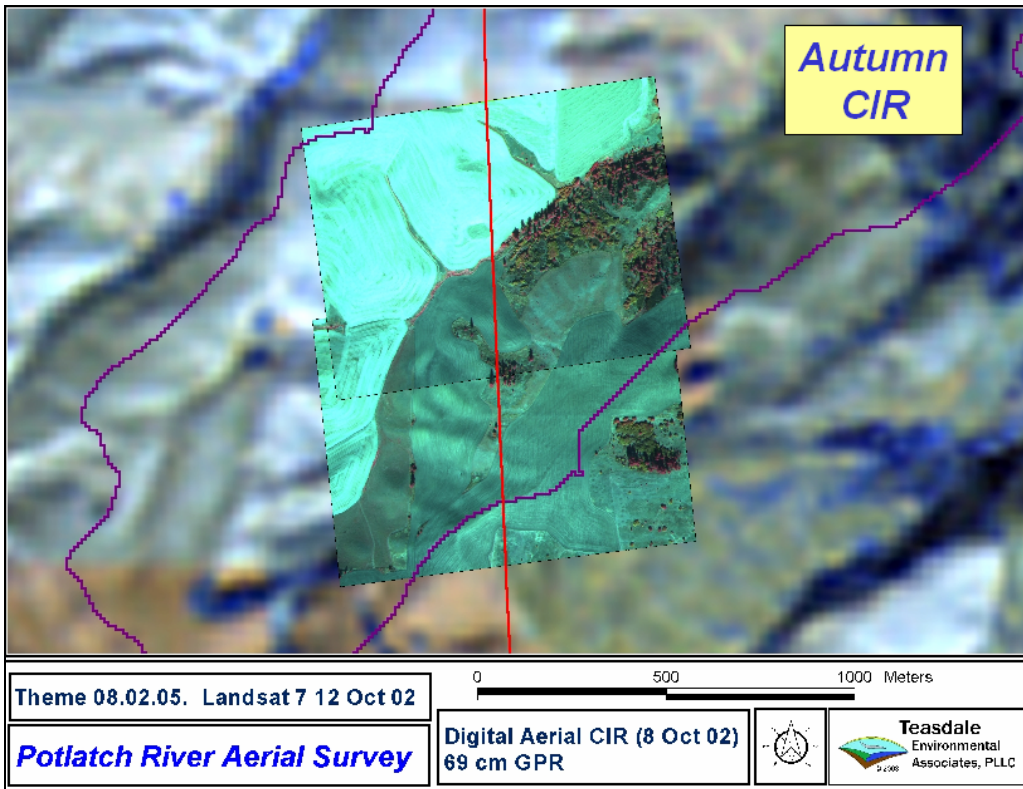 Autumn
CIR
Theme 08.02.05. Landsat 7 12 Oct 02
Potlatch River Aerial Survey
0 500 1000 Meters
Digital Aerial CIR (8 Oct 02)
69 cm GPR
Teasdale
Environmental
Associates, PLLC